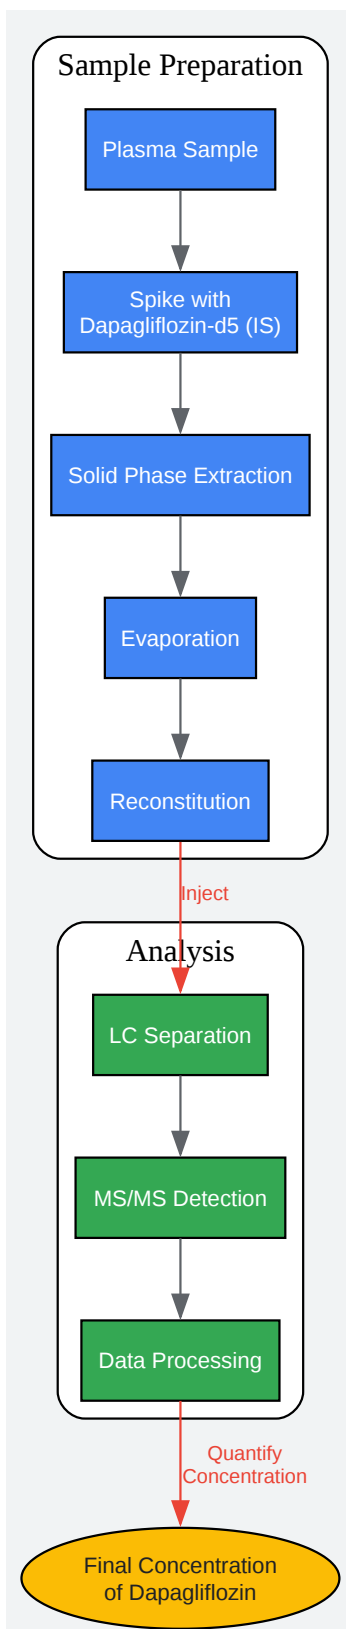 Sample Preparation
Plasma Sample
Spike with
Dapagliflozin-d5 (IS)
Solid Phase Extraction
Evaporation
Reconstitution
Inject
Analysis
LC Separation
MS/MS Detection
Data Processing
Quantify
Concentration
Final Concentration
of Dapagliflozin